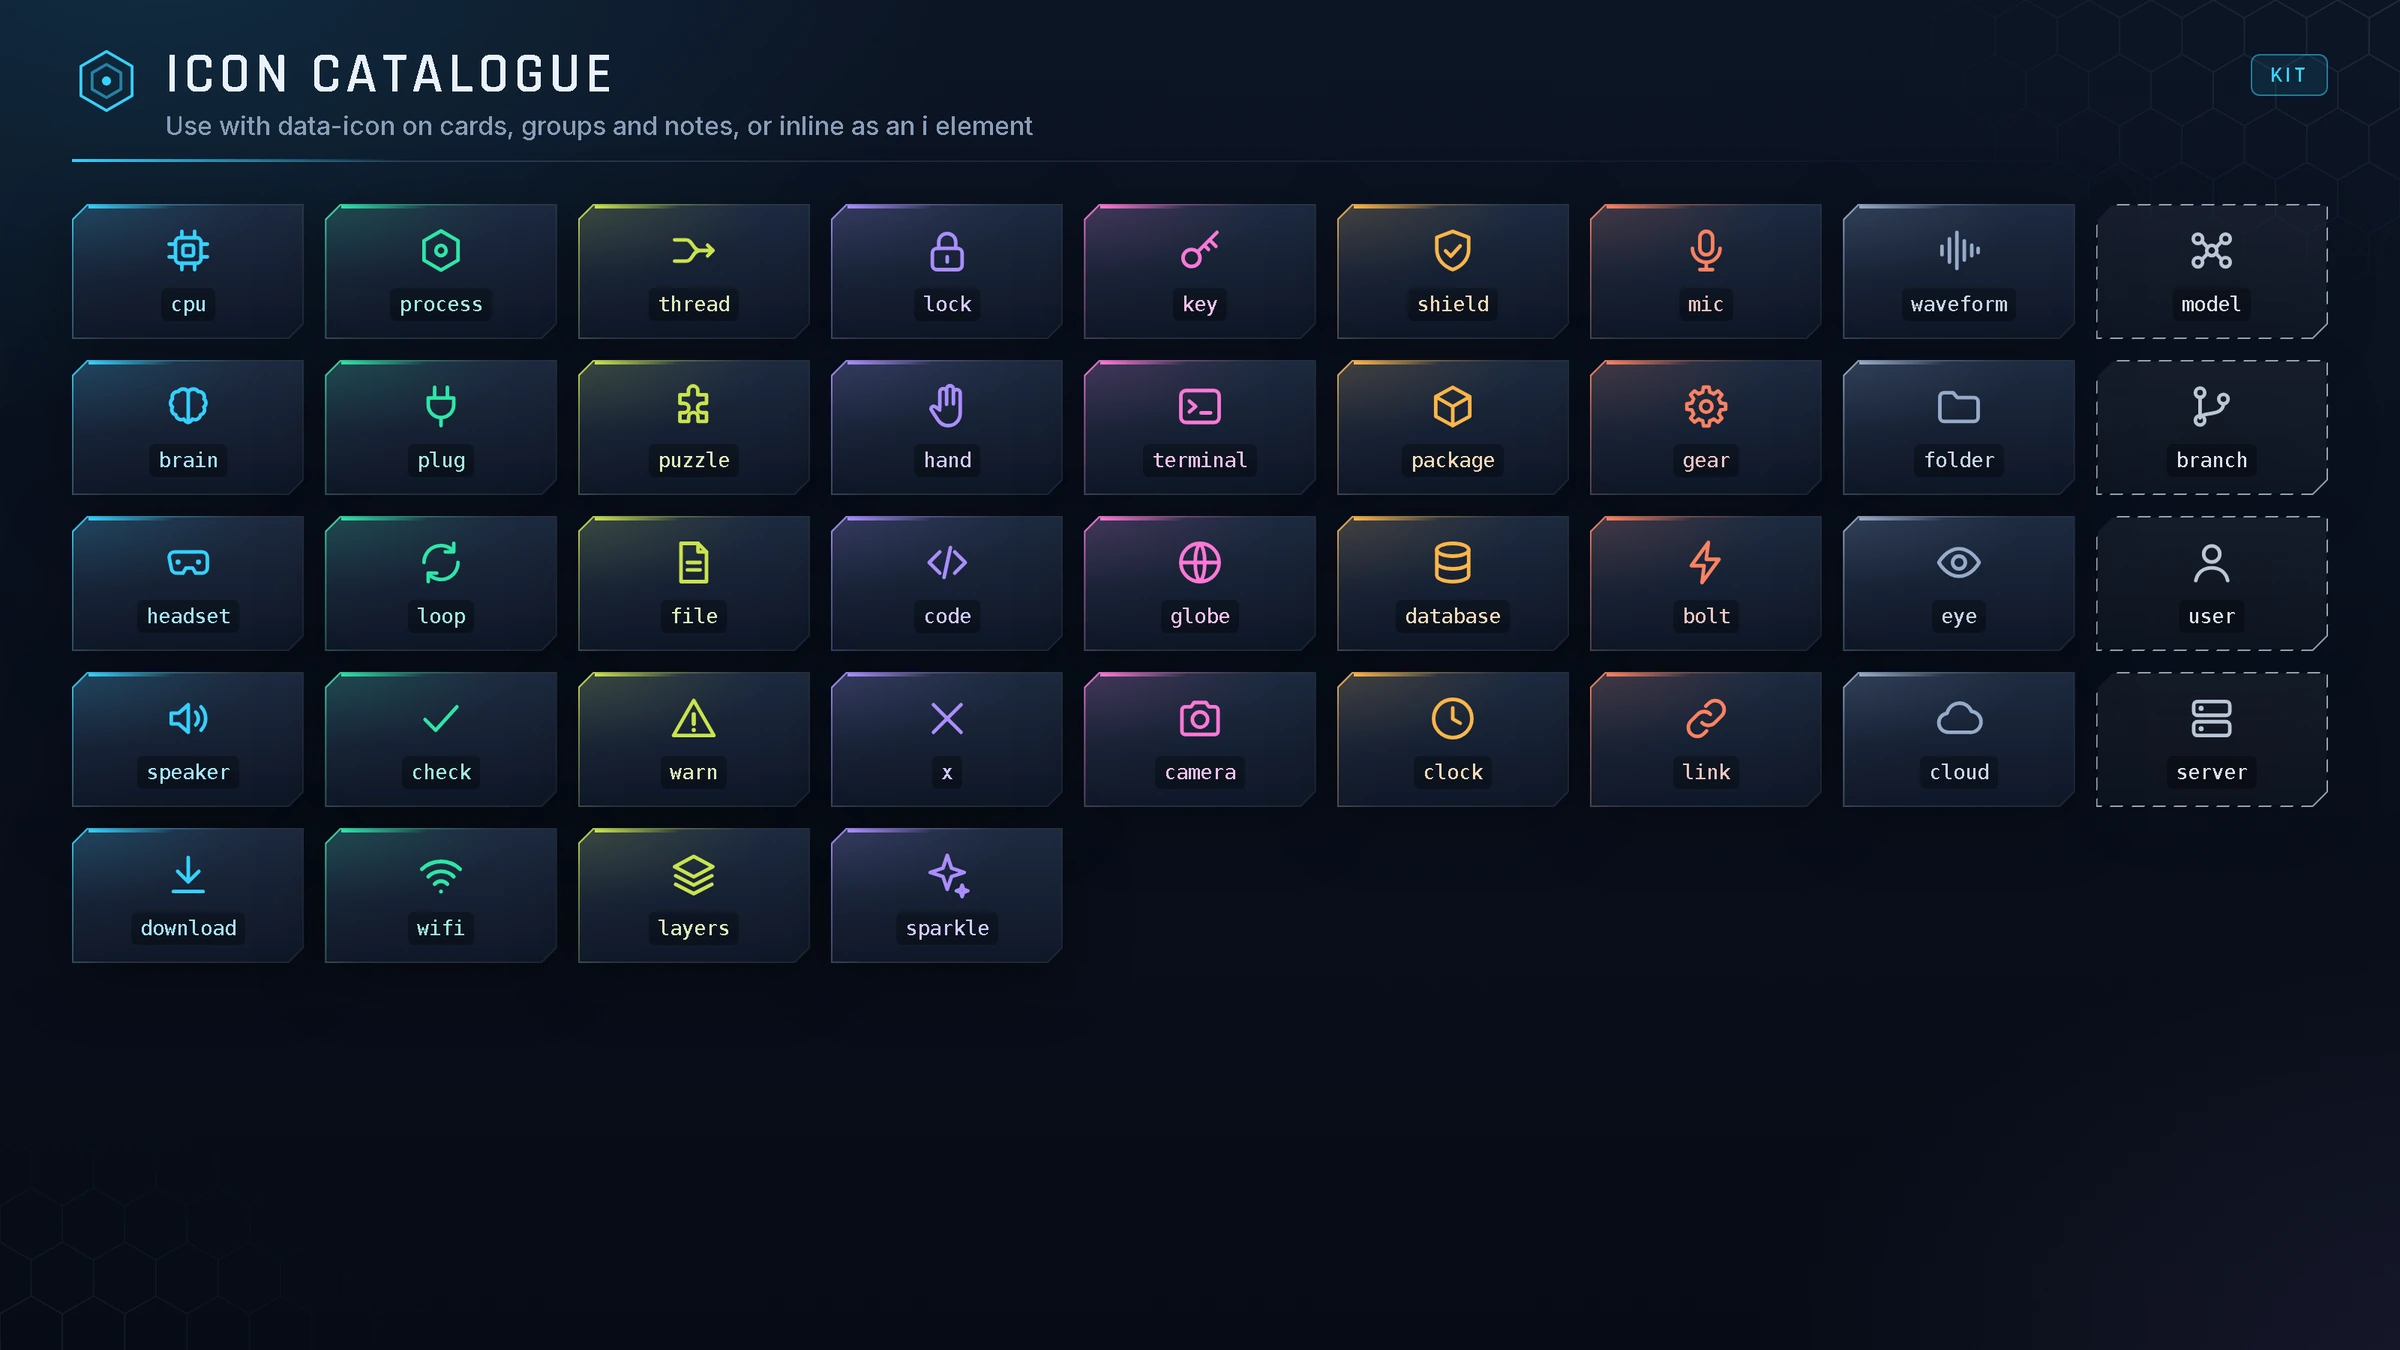 ICON CATALOGUE
KIT
Use with data-icon on cards, groups and notes, or inline as an i element
cpu
process
thread
lock
key
shield
mic
waveform
model
brain
plug
puzzle
hand
terminal
package
gear
folder
branch
headset
loop
file
code
globe
database
bolt
eye
user
speaker
check
warn
x
camera
clock
link
cloud
server
download
wifi
layers
sparkle